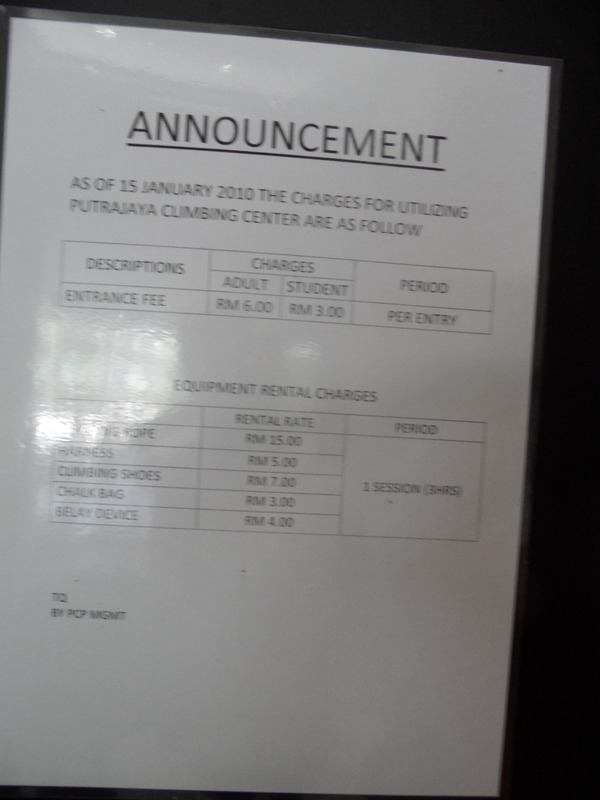 ANNOUNCEMENT
AS OF 15 JANUARY 2010 THE CHARGES FOR UTILIZING
PUTRAJAYA CLIMBING CENTER ARE AS FOLLOW
DESCRIPTIONS CHARGES PERIOD
ADULT STUDENT
ENTRANCE FEE RM 6.00 RM 3.00 PER ENTRY
EQUIPMENT RENTAL CHARGES
RENTAL RATE PERIOD
ROPE RM 15.00
HARNESS RM 5.00
CLIMBING SHOES RM 7.00 1 SESSION (3HRS)
CHALK BAG RM 3.00
BELAY DEVICE RM 4.00
TQ
BY PCP MGMT